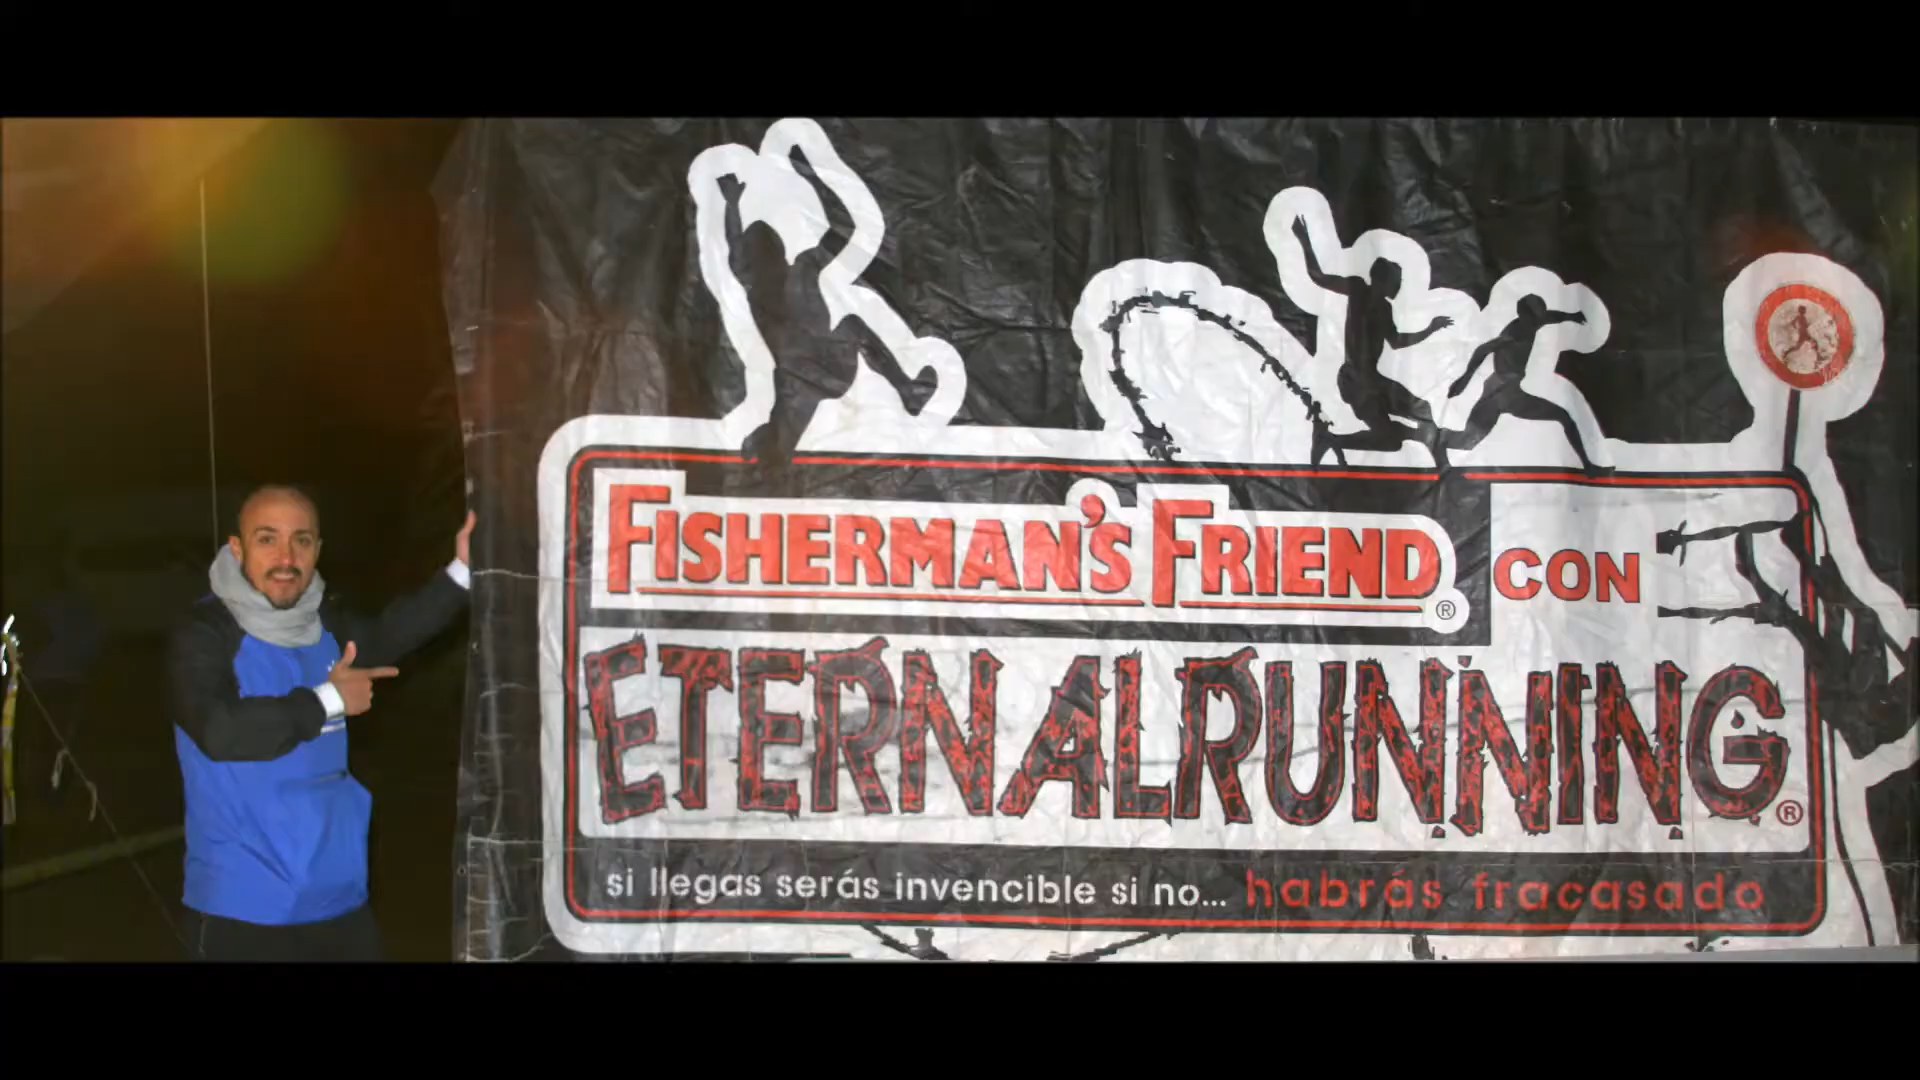 FISHERMAN'S FRIEND® CON
ETERNALRUNNING®
si llegas serás invencible si no... habrás fracasado